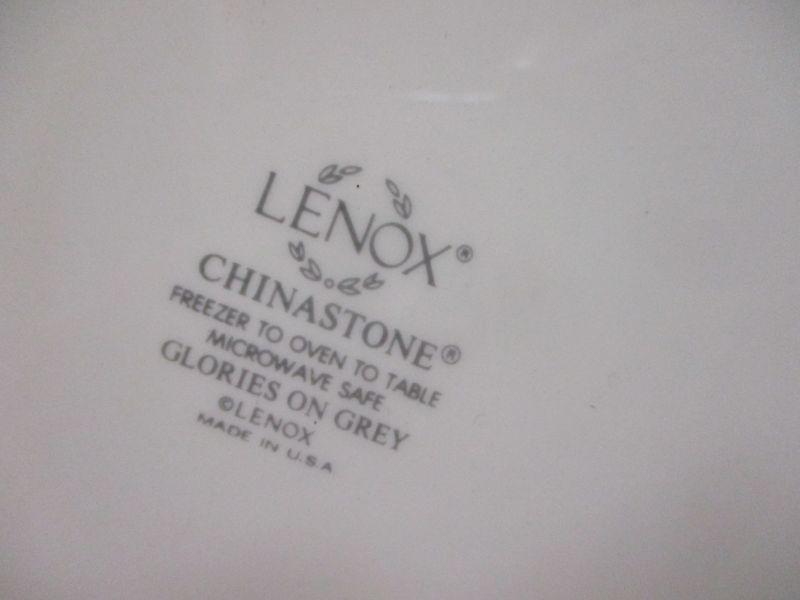 LENOX®
CHINASTONE®
FREEZER TO OVEN TO TABLE
MICROWAVE SAFE
GLORIES ON GREY
©LENOX
MADE IN U.S.A